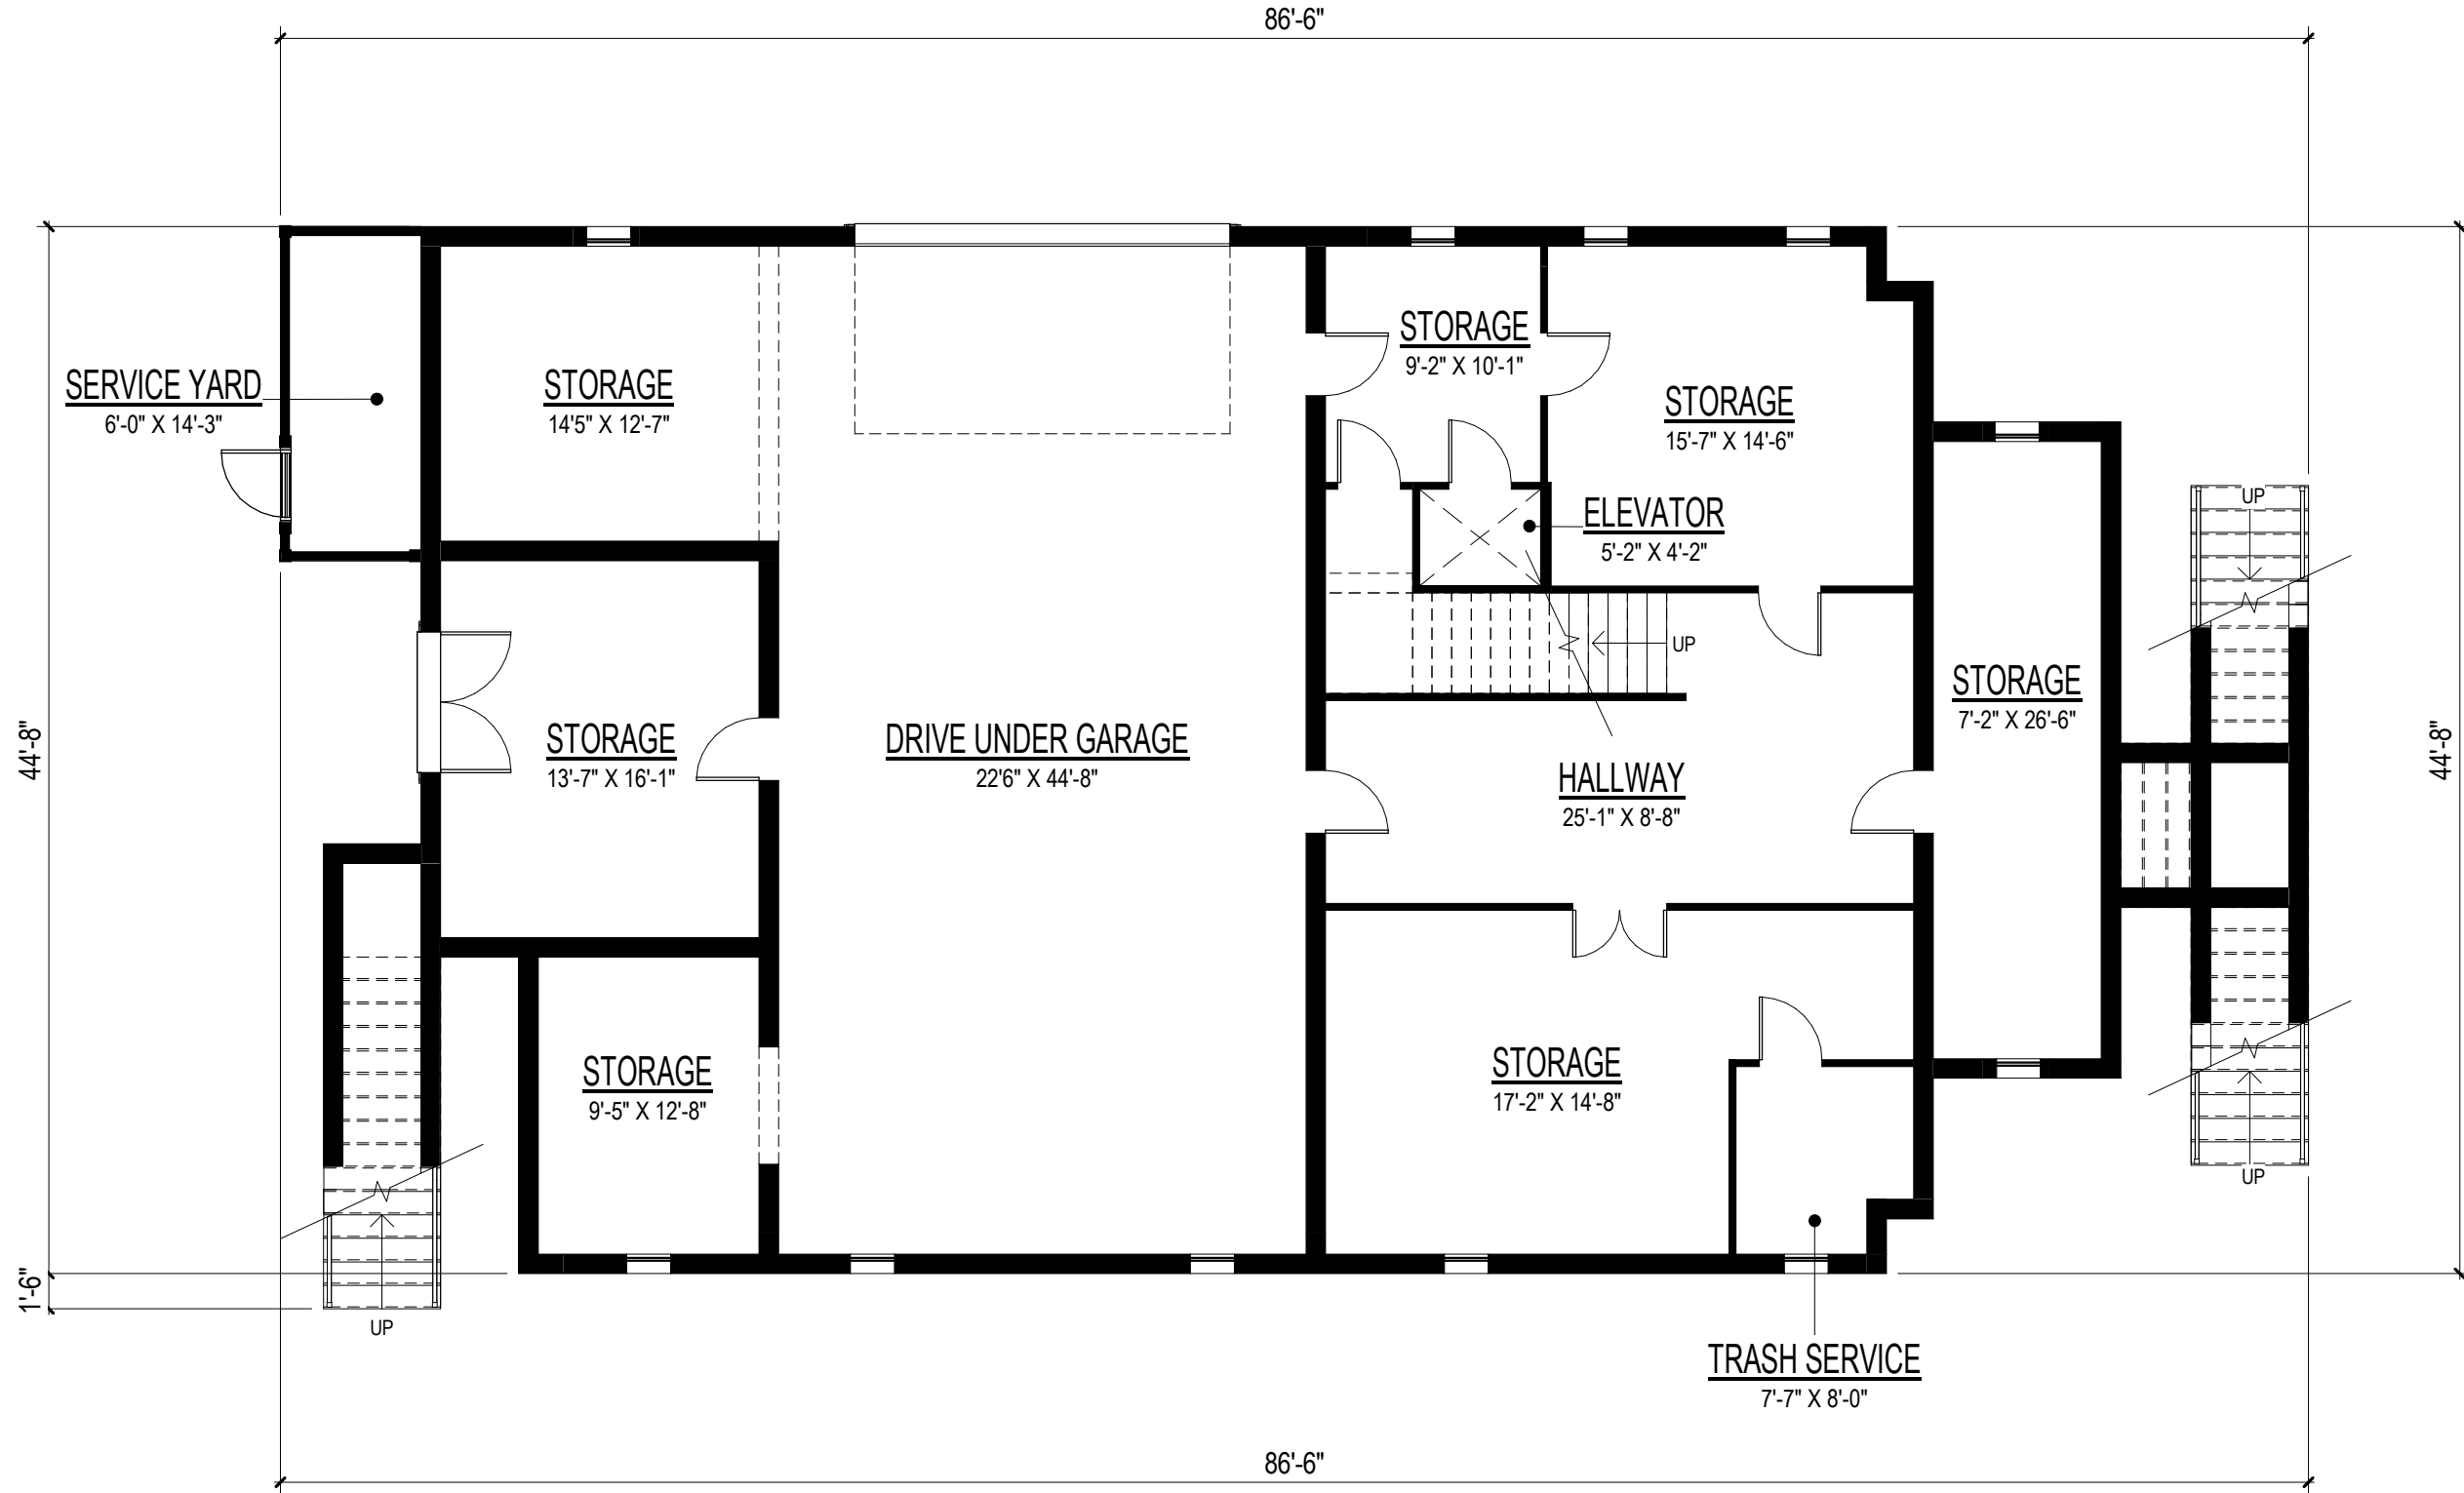 86'-6"
STORAGE
9'-2" X 10'-1"
SERVICE YARD
6'-0" X 14'-3"
STORAGE
14'5" X 12'-7"
STORAGE
15'-7" X 14'-6"
ELEVATOR
5'-2" X 4'-2"
UP
UP
STORAGE
7'-2" X 26'-6"
44'-8"
STORAGE
13'-7" X 16'-1"
DRIVE UNDER GARAGE
22'6" X 44'-8"
HALLWAY
25'-1" X 8'-8"
44'-8"
STORAGE
9'-5" X 12'-8"
STORAGE
17'-2" X 14'-8"
UP
1'-6"
UP
TRASH SERVICE
7'-7" X 8'-0"
86'-6"